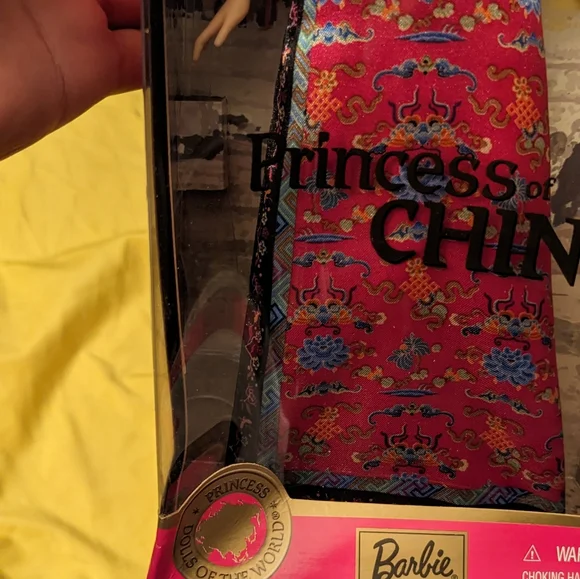 Princess of
CHIN
PRINCESS
DOLLS OF THE WORLD
Barbie
WA
CHOKING HA